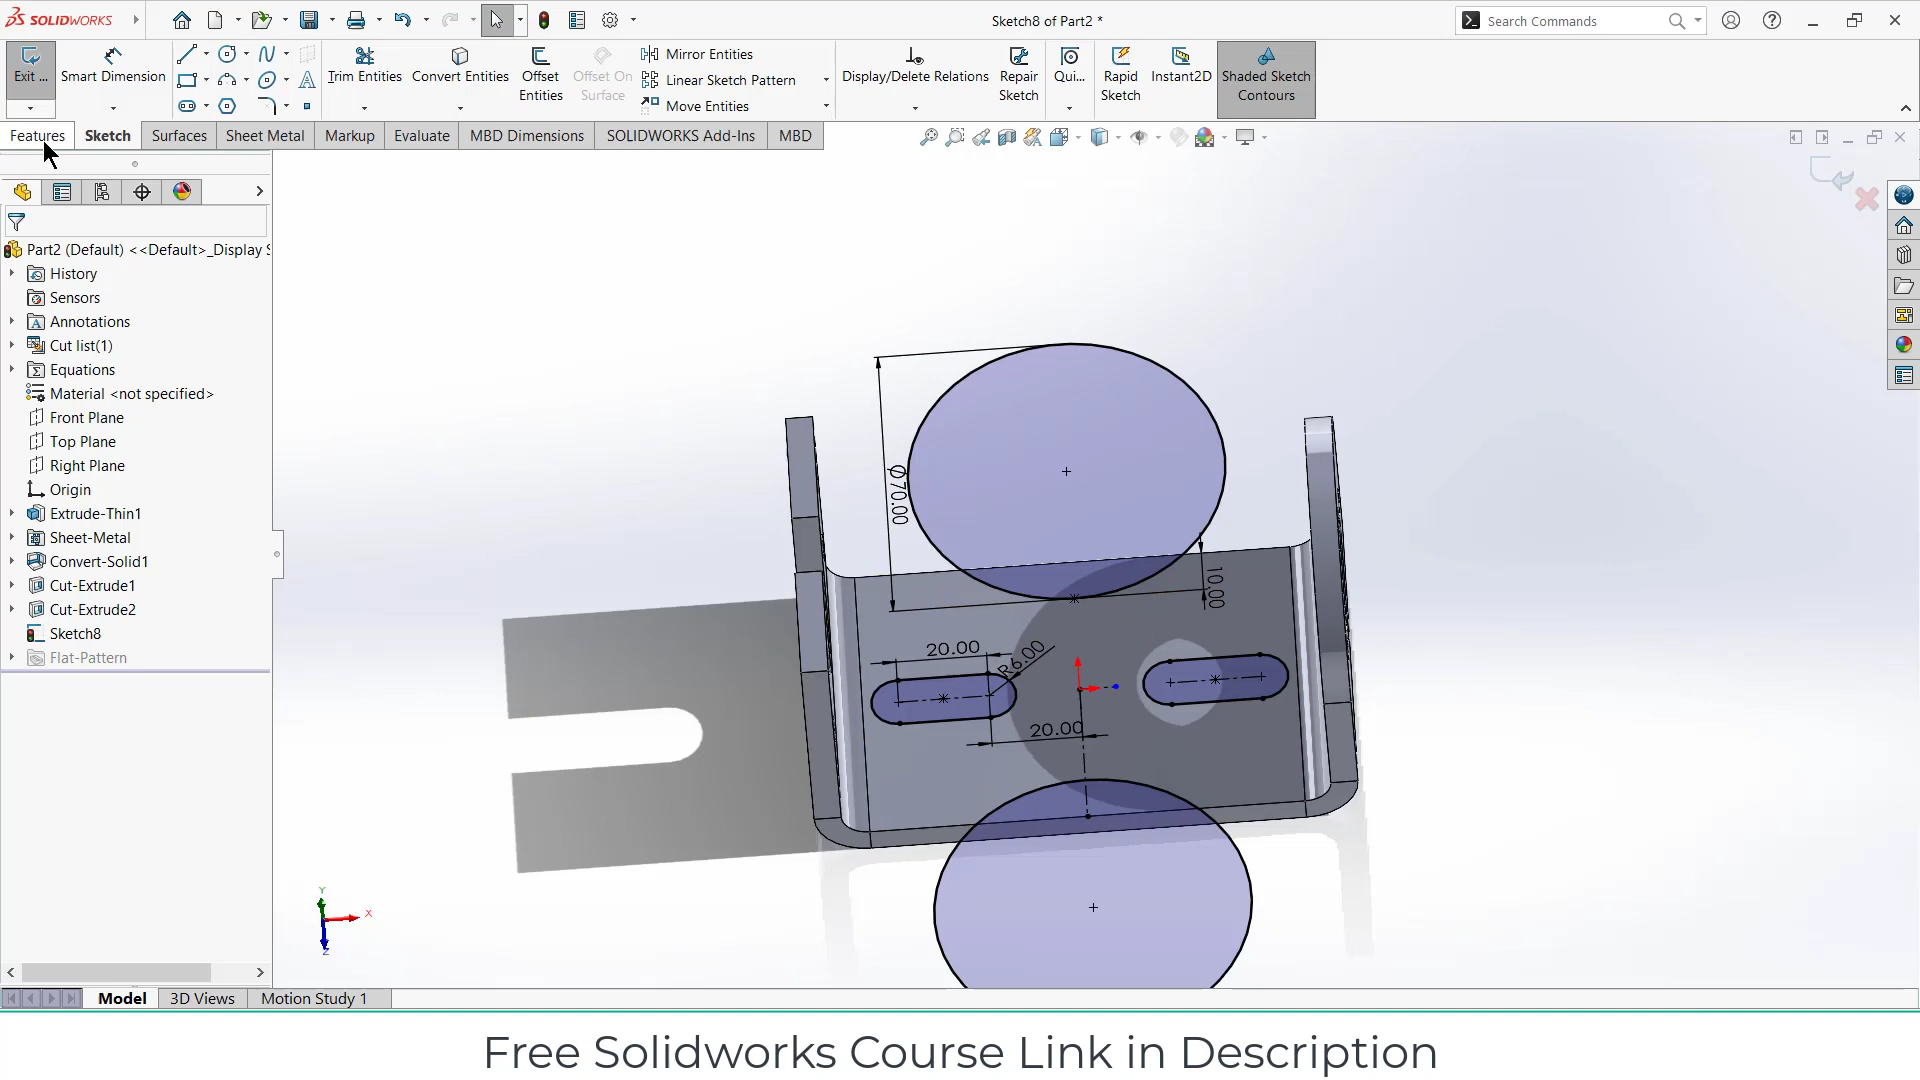 SOLIDWORKS
Sketch8 of Part2 *
Search Commands
Exit ...
Smart Dimension
Trim Entities
Convert Entities
Offset Entities
Offset On Surface
Mirror Entities
Linear Sketch Pattern
Move Entities
Display/Delete Relations
Repair Sketch
Qui...
Rapid Sketch
Instant2D
Shaded Sketch Contours
Features
Sketch
Surfaces
Sheet Metal
Markup
Evaluate
MBD Dimensions
SOLIDWORKS Add-Ins
MBD
Part2 (Default) <<Default>_Display S
History
Sensors
Annotations
Cut list(1)
Equations
Material <not specified>
Front Plane
Top Plane
Right Plane
Origin
Extrude-Thin1
Sheet-Metal
Convert-Solid1
Cut-Extrude1
Cut-Extrude2
Sketch8
Flat-Pattern
Ø70.00
10.00
20.00
R6.00
20.00
Y
X
Z
Model
3D Views
Motion Study 1
Free Solidworks Course Link in Description